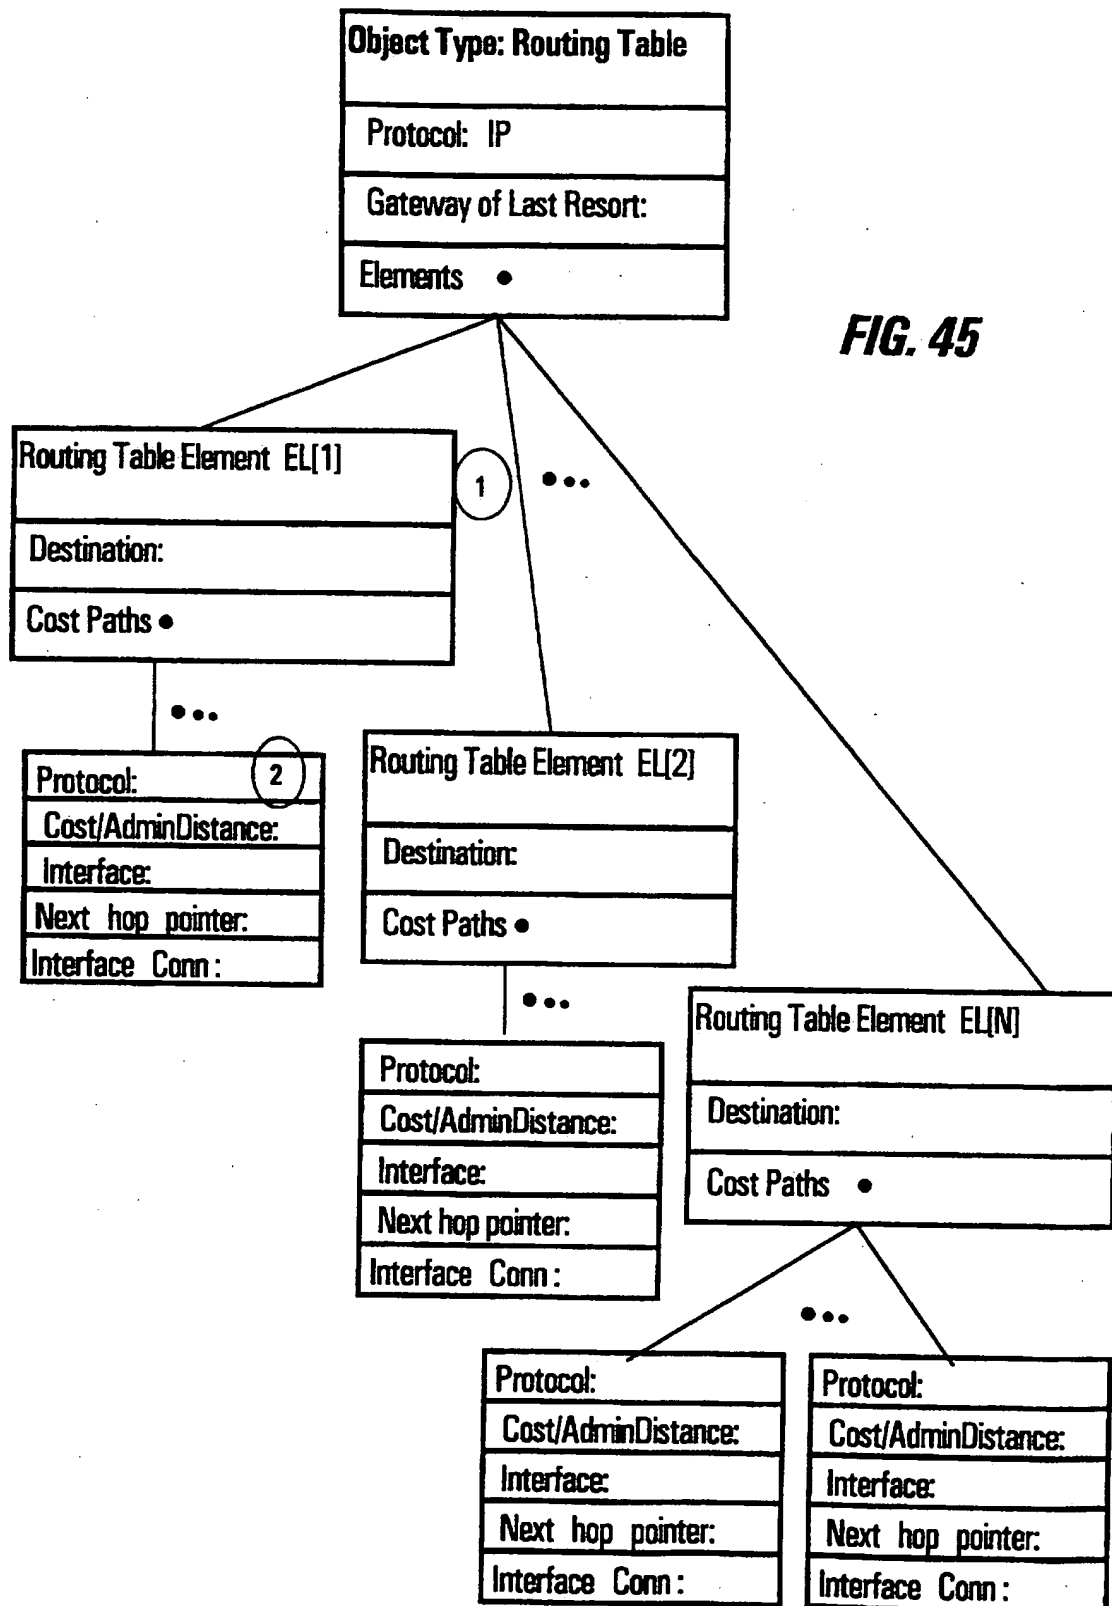 Object Type: Routing Table
Protocol: IP
Gateway of Last Resort:
Elements
FIG. 45
Routing Table Element EL[1]
1
Destination:
Cost Paths
2
Protocol:
Cost/AdminDistance:
Interface:
Next hop pointer:
Interface Conn :
Routing Table Element EL[2]
Destination:
Cost Paths
Protocol:
Cost/AdminDistance:
Interface:
Next hop pointer:
Interface Conn :
Routing Table Element EL[N]
Destination:
Cost Paths
Protocol:
Cost/AdminDistance:
Interface:
Next hop pointer:
Interface Conn :
Protocol:
Cost/AdminDistance:
Interface:
Next hop pointer:
Interface Conn :